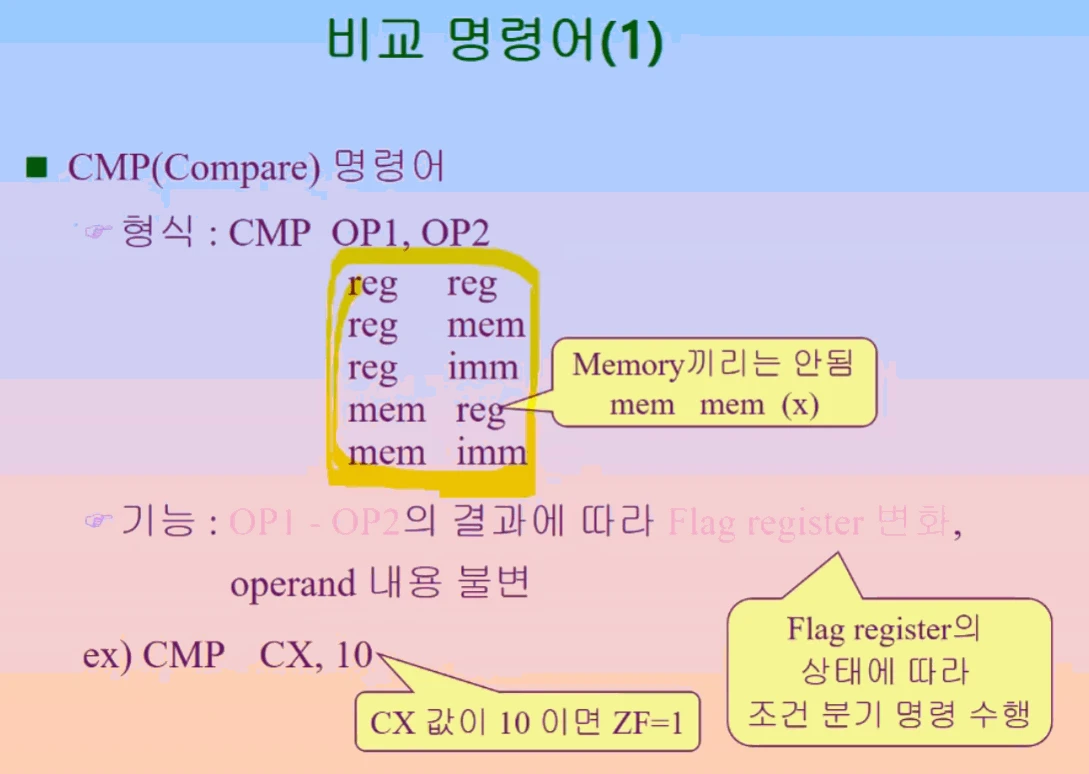 비교 명령어(1)
■ CMP(Compare) 명령어
☞ 형식 : CMP OP1, OP2
reg reg
reg mem
reg imm
mem reg
mem imm
Memory끼리는 안됨
mem mem (x)
☞ 기능 : OP1 - OP2의 결과에 따라 Flag register 변화,
operand 내용 불변
ex) CMP CX, 10
CX 값이 10 이면 ZF=1
Flag register의
상태에 따라
조건 분기 명령 수행